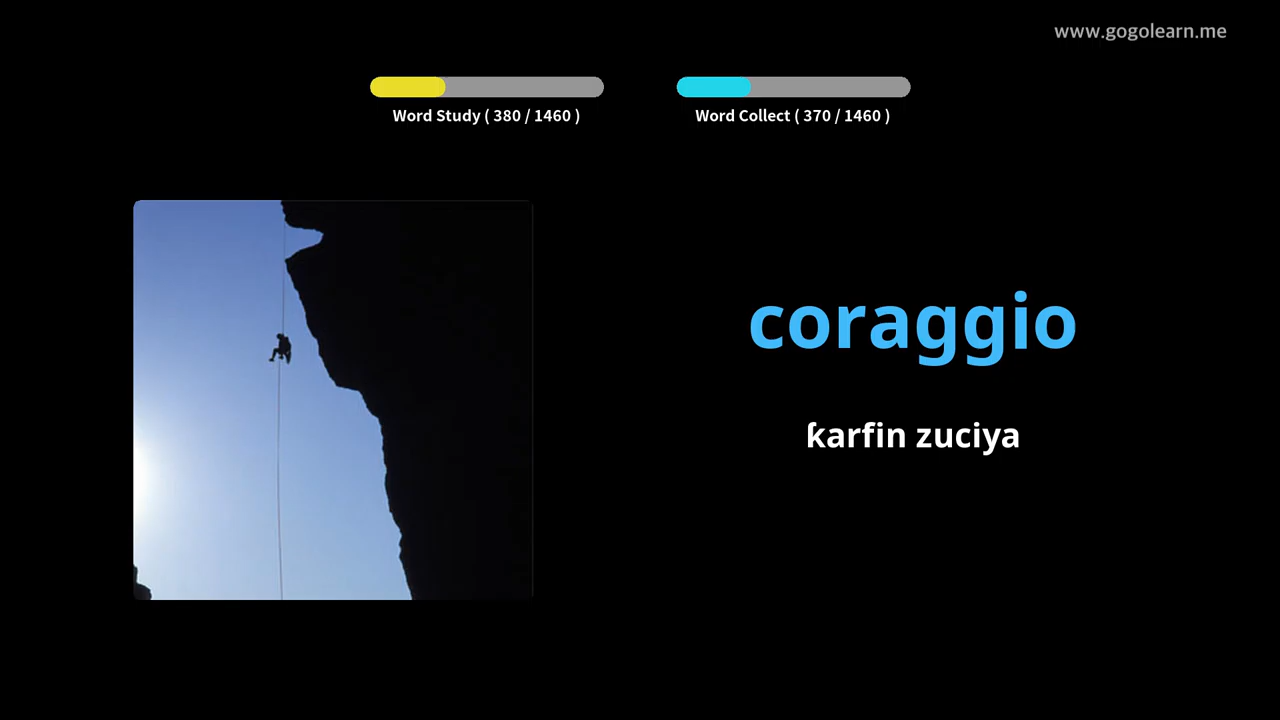 www.gogolearn.me
Word Study ( 380 / 1460 )
Word Collect ( 370 / 1460 )
coraggio
ƙarfin zuciya